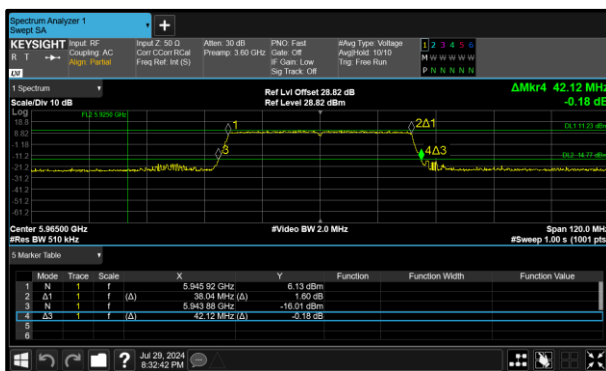 Spectrum Analyzer 1
Swept SA
KEYSIGHT Input: RF Input Z: 50 Ω Atten: 30 dB PNO: Fast #Avg Type: Voltage 1 2 3 4 5 6
R T Coupling: AC Corr CCorr RCal Preamp: 3.60 GHz Gate: Off Avg|Hold: 10/10 M W W W W W
Align: Partial Freq Ref: Int (S) IF Gain: Low Trig: Free Run P N N N N N
LXI Sig Track: Off
1 Spectrum Ref Lvl Offset 28.82 dB ΔMkr4 42.12 MHz
Scale/Div 10 dB Ref Level 28.82 dBm -0.18 dB
Log FL2 5.9250 GHz
18.8
8.82 1 2Δ1 DL1 11.23 dBm
-1.18
-11.2 3 4Δ3 DL2 -14.77 dBm
-21.2
-31.2
-41.2
-51.2
-61.2
Center 5.96500 GHz #Video BW 2.0 MHz Span 120.0 MHz
#Res BW 510 kHz #Sweep 1.00 s (1001 pts)
5 Marker Table
Mode Trace Scale X Y Function Function Width Function Value
1 N 1 f 5.945 92 GHz 6.13 dBm
2 Δ1 1 f (Δ) 38.04 MHz (Δ) 1.60 dB
3 N 1 f 5.943 88 GHz -16.01 dBm
4 Δ3 1 f (Δ) 42.12 MHz (Δ) -0.18 dB
5
6
? Jul 29, 2024
8:32:42 PM